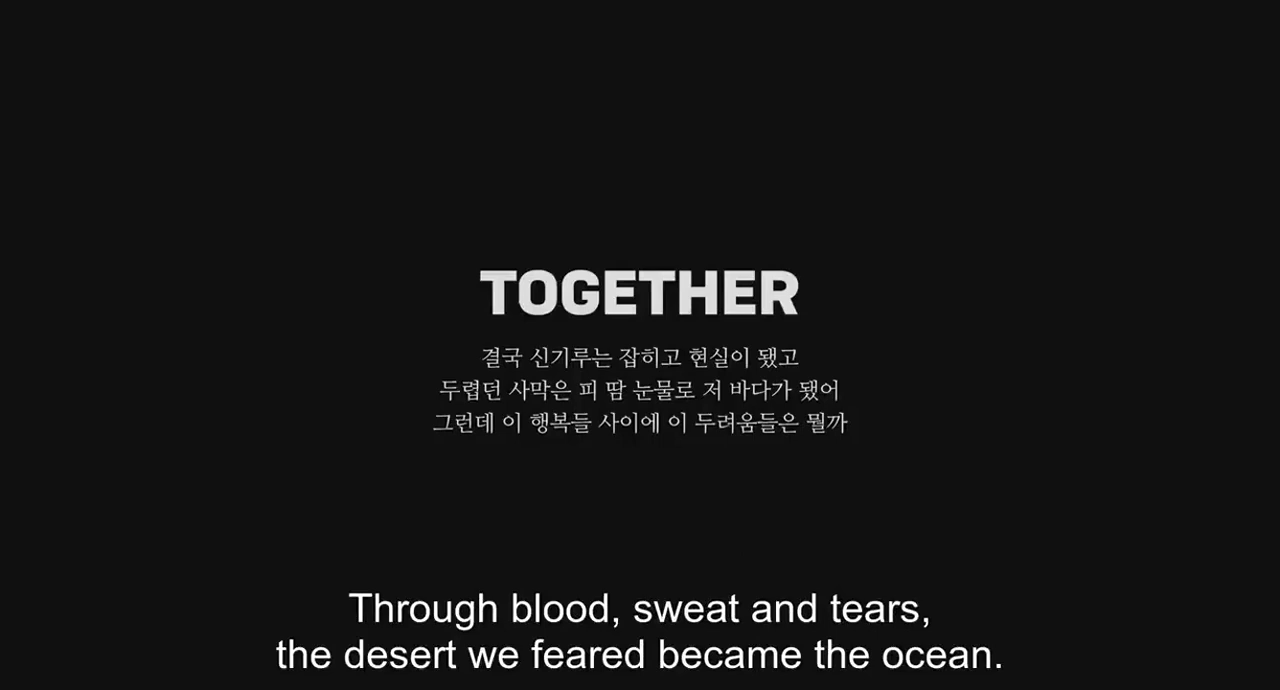 TOGETHER
결국 신기루는 잡히고 현실이 됐고
두렵던 사막은 피 땀 눈물로 저 바다가 됐어
그런데 이 행복들 사이에 이 두려움들은 뭘까
Through blood, sweat and tears,
the desert we feared became the ocean.